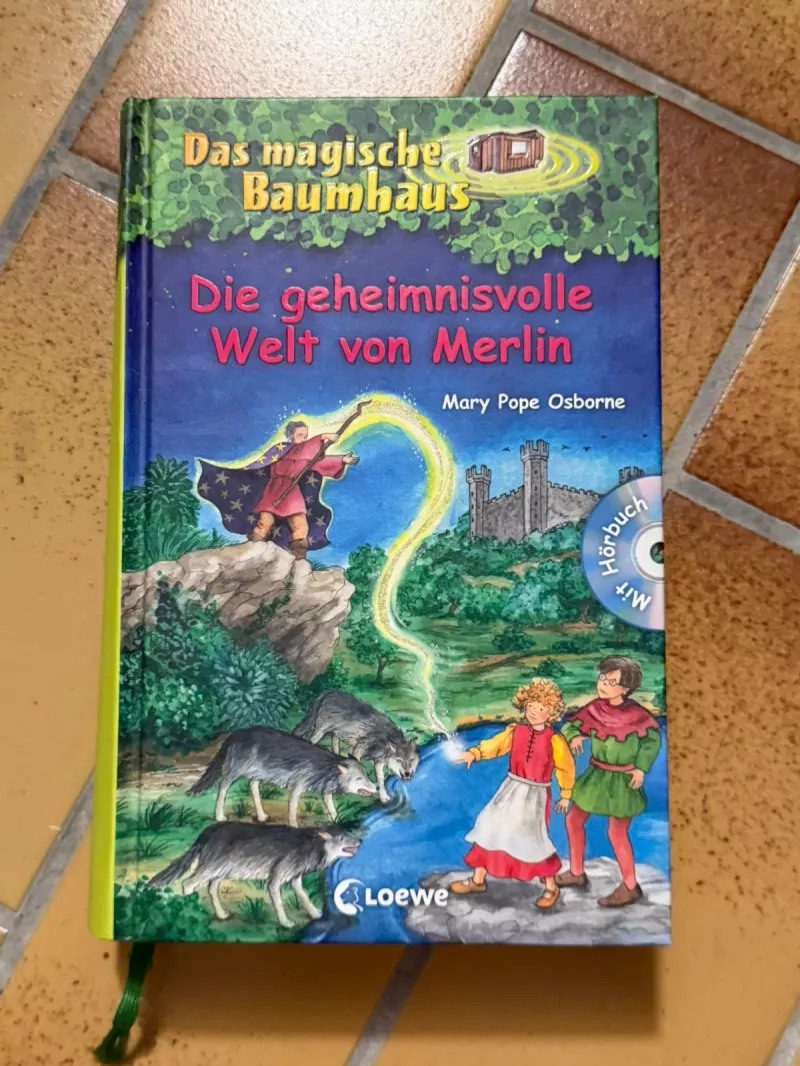 Das magische
Baumhaus
Die geheimnisvolle
Welt von Merlin
Mary Pope Osborne
Mit Hörbuch
Loewe